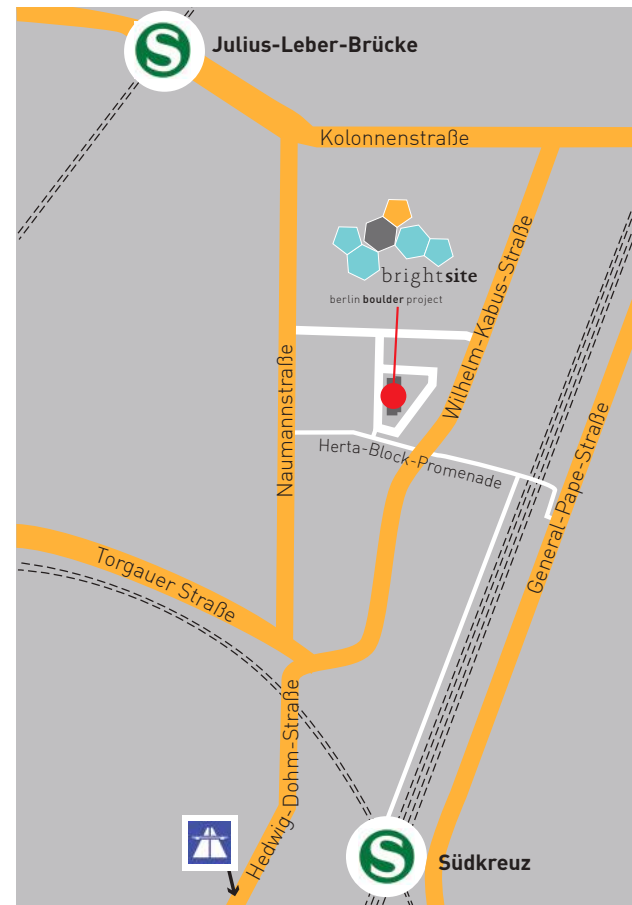 S
Julius-Leber-Brücke
Kolonnenstraße
brightsite
berlin boulder project
Wilhelm-Kabus-Straße
Naumannstraße
Herta-Block-Promenade
General-Pape-Straße
Torgauer Straße
Hedwig-Dohm-Straße
S
Südkreuz